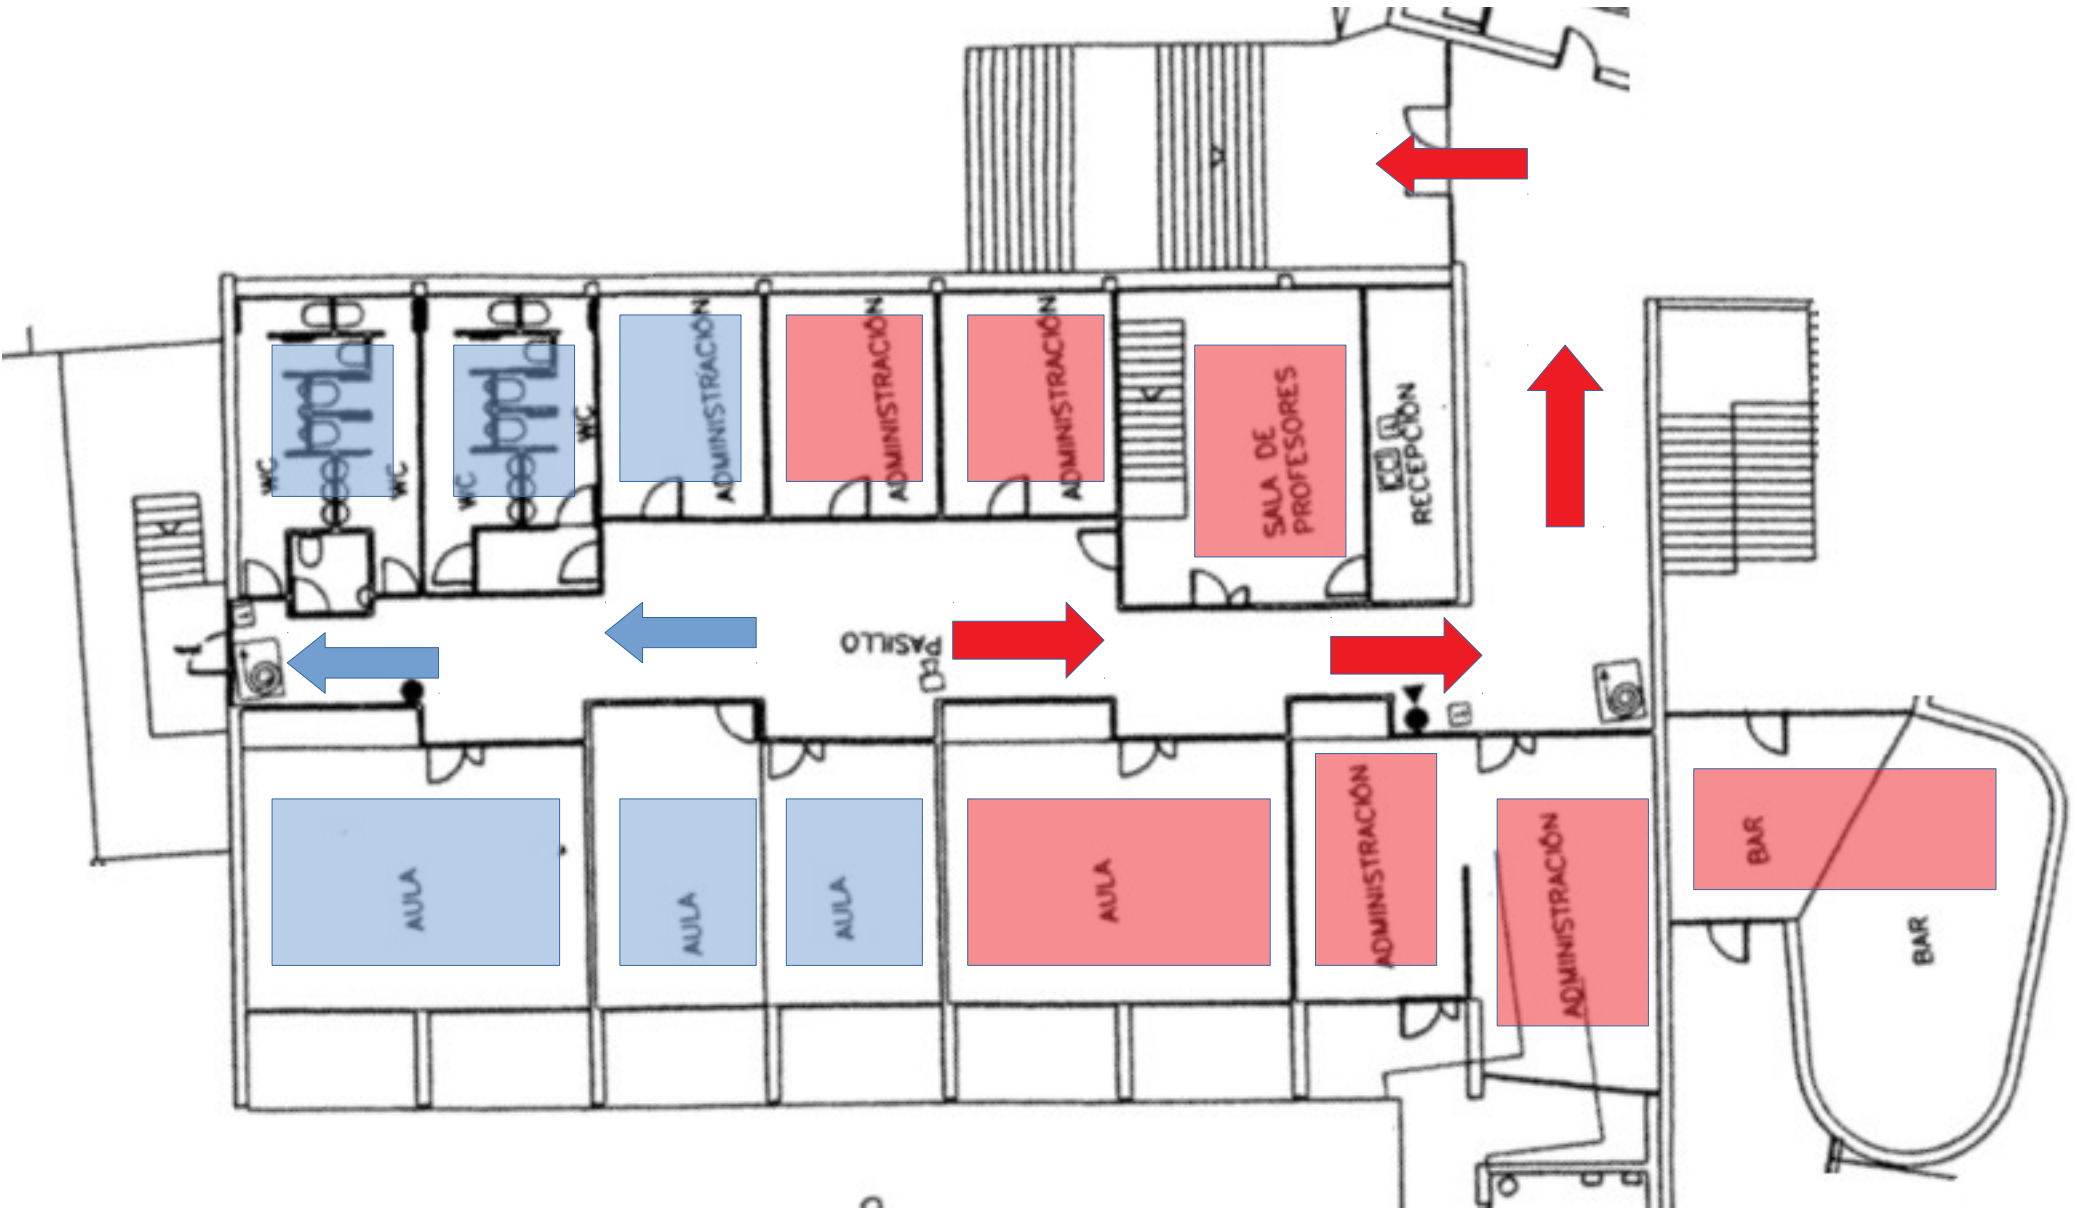 ADMINISTRACIÓN
ADMINISTRACIÓN
ADMINISTRACIÓN
SALA DE
PROFESORES
RECEPCIÓN
WC
WC
WC
WC
PASILLO
AULA
AULA
AULA
AULA
ADMINISTRACIÓN
ADMINISTRACIÓN
BAR
BAR